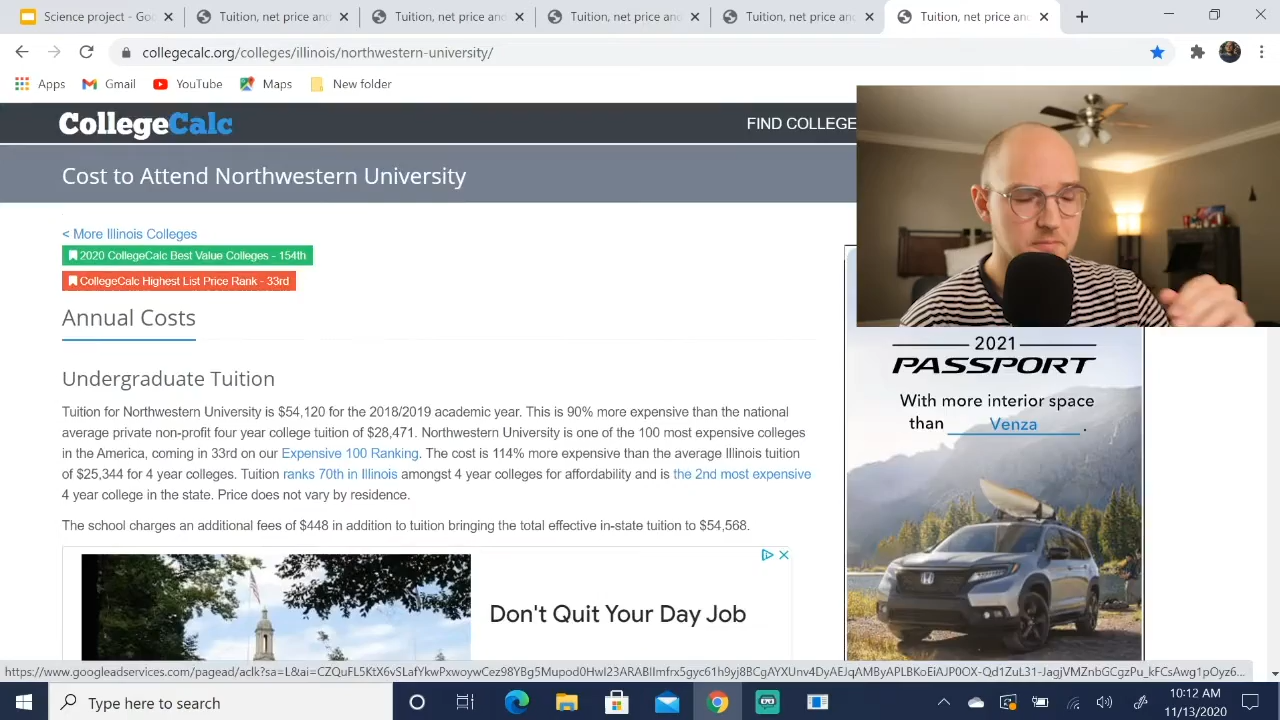 Science project - Goo
Tuition, net price and
Tuition, net price and
Tuition, net price and
Tuition, net price and
Tuition, net price and
collegecalc.org/colleges/illinois/northwestern-university/
Apps
Gmail
YouTube
Maps
New folder
CollegeCalc
FIND COLLEGE
Cost to Attend Northwestern University
< More Illinois Colleges
2020 CollegeCalc Best Value Colleges - 154th
CollegeCalc Highest List Price Rank - 33rd
Annual Costs
Undergraduate Tuition
Tuition for Northwestern University is $54,120 for the 2018/2019 academic year. This is 90% more expensive than the national
average private non-profit four year college tuition of $28,471. Northwestern University is one of the 100 most expensive colleges
in the America, coming in 33rd on our Expensive 100 Ranking. The cost is 114% more expensive than the average Illinois tuition
of $25,344 for 4 year colleges. Tuition ranks 70th in Illinois amongst 4 year colleges for affordability and is the 2nd most expensive
4 year college in the state. Price does not vary by residence.
The school charges an additional fees of $448 in addition to tuition bringing the total effective in-state tuition to $54,568.
2021
PASSPORT
With more interior space
than Venza.
Don't Quit Your Day Job
Type here to search
10:12 AM
11/13/2020